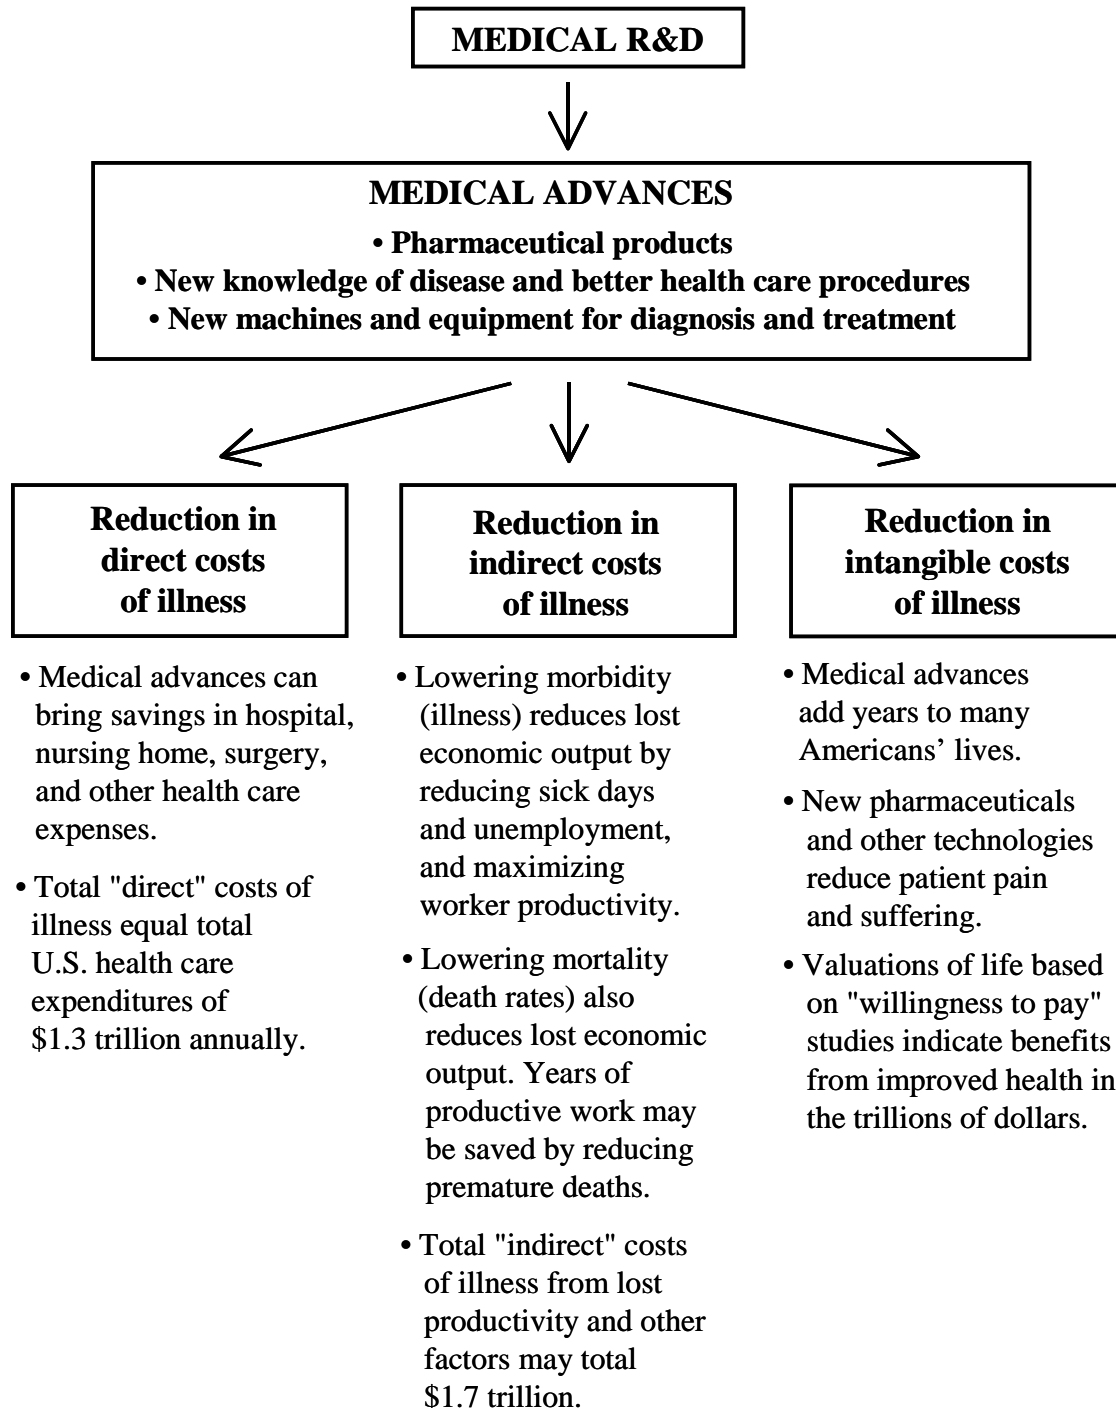 MEDICAL R&D
MEDICAL ADVANCES
• Pharmaceutical products
• New knowledge of disease and better health care procedures
• New machines and equipment for diagnosis and treatment
Reduction in
direct costs
of illness
• Medical advances can
bring savings in hospital,
nursing home, surgery,
and other health care
expenses.
• Total "direct" costs of
illness equal total
U.S. health care
expenditures of
$1.3 trillion annually.
Reduction in
indirect costs
of illness
• Lowering morbidity
(illness) reduces lost
economic output by
reducing sick days
and unemployment,
and maximizing
worker productivity.
• Lowering mortality
(death rates) also
reduces lost economic
output. Years of
productive work may
be saved by reducing
premature deaths.
• Total "indirect" costs
of illness from lost
productivity and other
factors may total
$1.7 trillion.
Reduction in
intangible costs
of illness
• Medical advances
add years to many
Americans’ lives.
• New pharmaceuticals
and other technologies
reduce patient pain
and suffering.
• Valuations of life based
on "willingness to pay"
studies indicate benefits
from improved health in
the trillions of dollars.